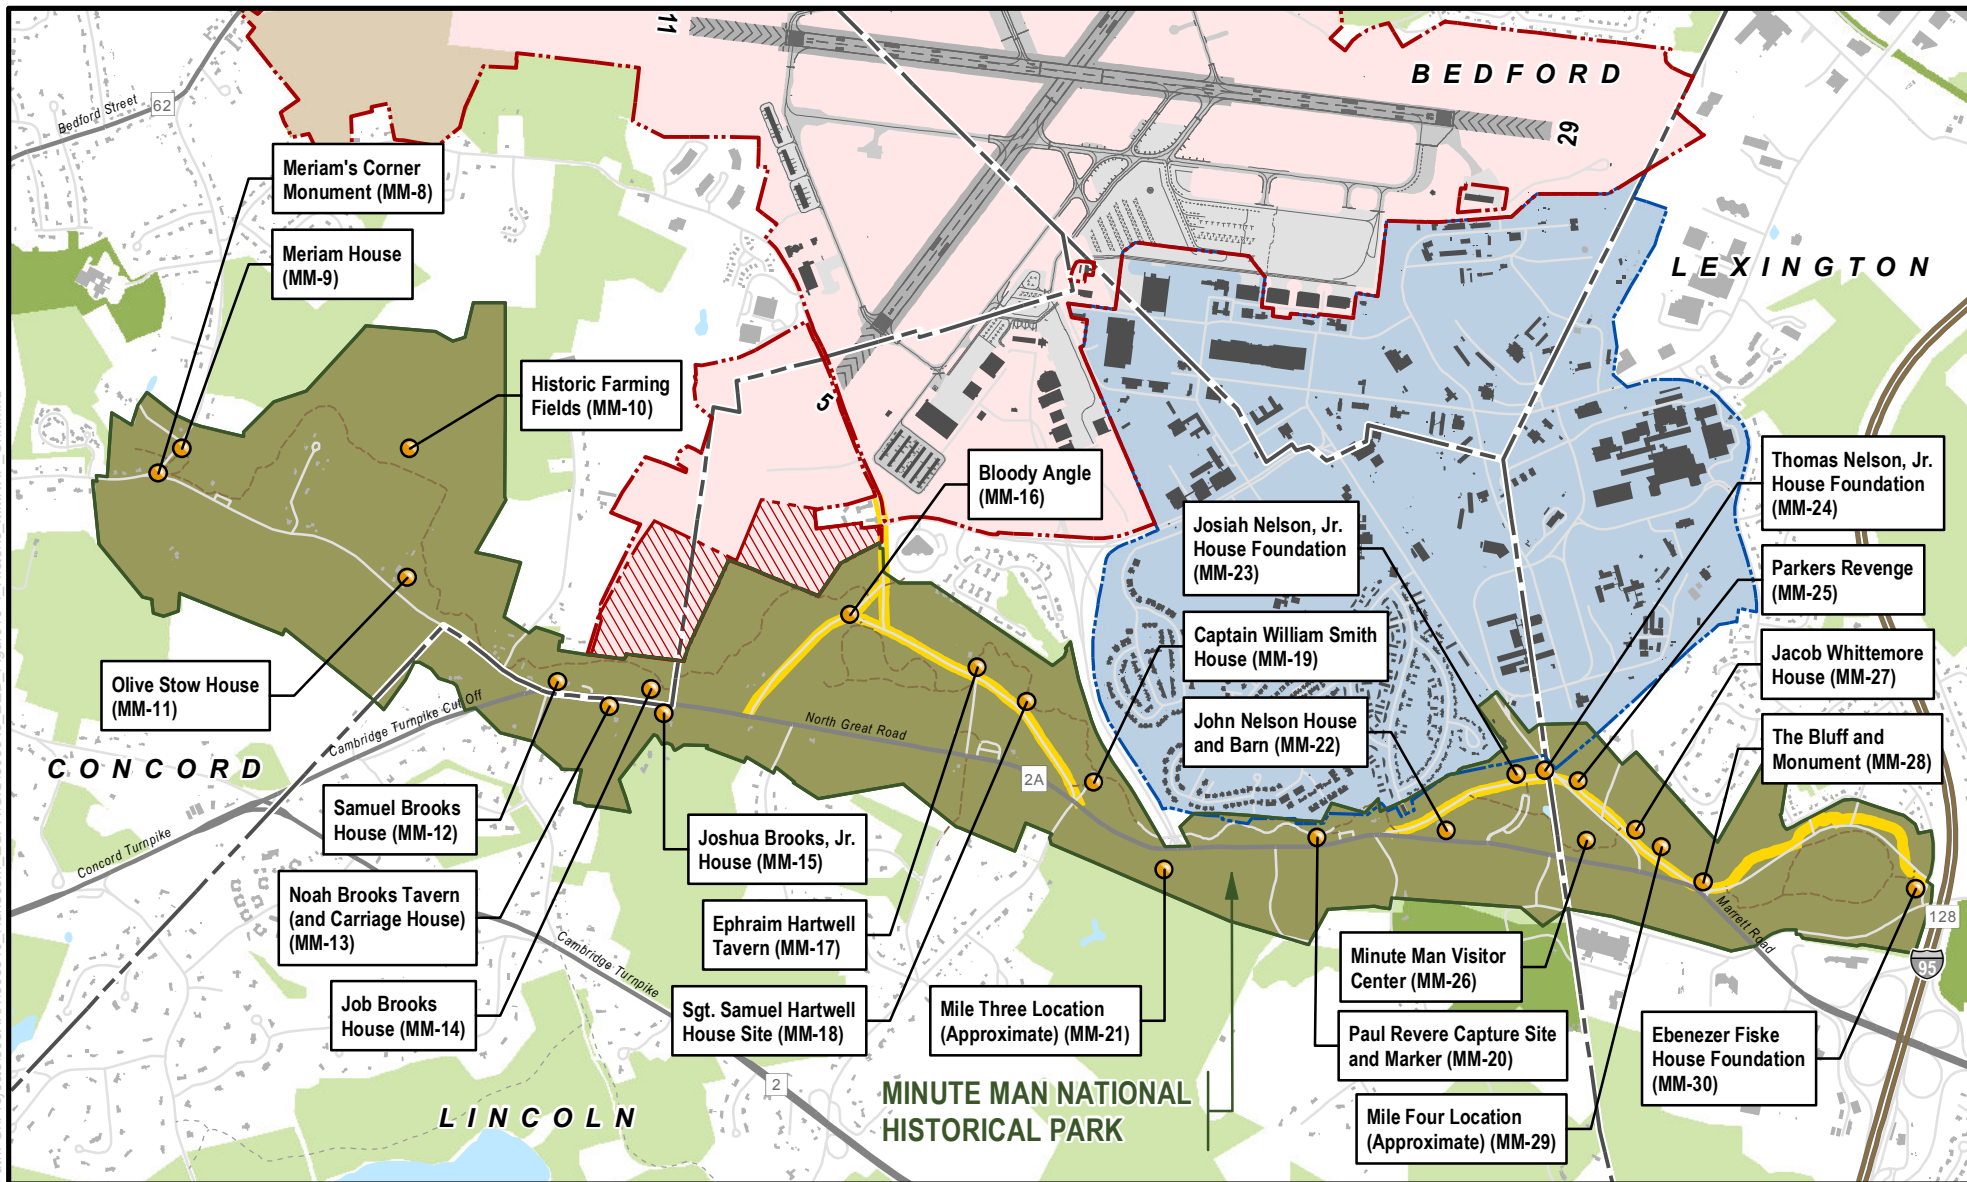 11
BEDFORD
29
62
Bedford Street
Meriam's Corner
Monument (MM-8)
Meriam House
(MM-9)
LEXINGTON
Historic Farming
Fields (MM-10)
5
Bloody Angle
(MM-16)
Thomas Nelson, Jr.
House Foundation
(MM-24)
Josiah Nelson, Jr.
House Foundation
(MM-23)
Parkers Revenge
(MM-25)
Captain William Smith
House (MM-19)
Jacob Whittemore
House (MM-27)
Olive Stow House
(MM-11)
John Nelson House
and Barn (MM-22)
The Bluff and
Monument (MM-28)
North Great Road
Cambridge Turnpike Cut Off
CONCORD
2A
Samuel Brooks
House (MM-12)
Joshua Brooks, Jr.
House (MM-15)
Concord Turnpike
Noah Brooks Tavern
(and Carriage House)
(MM-13)
Ephraim Hartwell
Tavern (MM-17)
Marrett Road
128
95
Cambridge Turnpike
Minute Man Visitor
Center (MM-26)
Job Brooks
House (MM-14)
Sgt. Samuel Hartwell
House Site (MM-18)
Mile Three Location
(Approximate) (MM-21)
Paul Revere Capture Site
and Marker (MM-20)
Ebenezer Fiske
House Foundation
(MM-30)
2
MINUTE MAN NATIONAL
HISTORICAL PARK
LINCOLN
Mile Four Location
(Approximate) (MM-29)